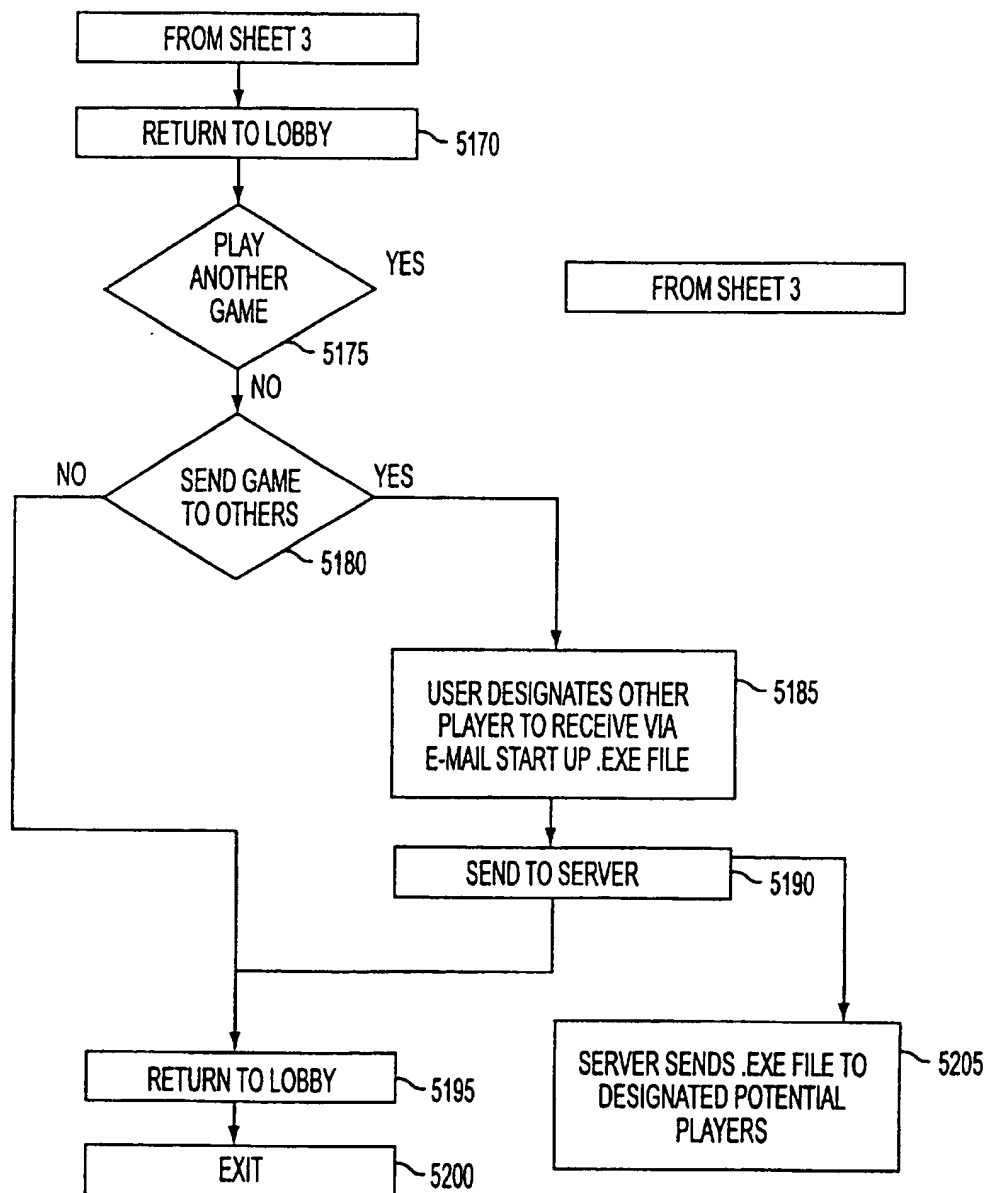 FROM SHEET 3
RETURN TO LOBBY
5170
PLAY
ANOTHER
GAME
YES
5175
FROM SHEET 3
NO
SEND GAME
TO OTHERS
NO
YES
5180
USER DESIGNATES OTHER
PLAYER TO RECEIVE VIA
E-MAIL START UP .EXE FILE
5185
SEND TO SERVER
5190
RETURN TO LOBBY
5195
SERVER SENDS .EXE FILE TO
DESIGNATED POTENTIAL
PLAYERS
5205
EXIT
5200